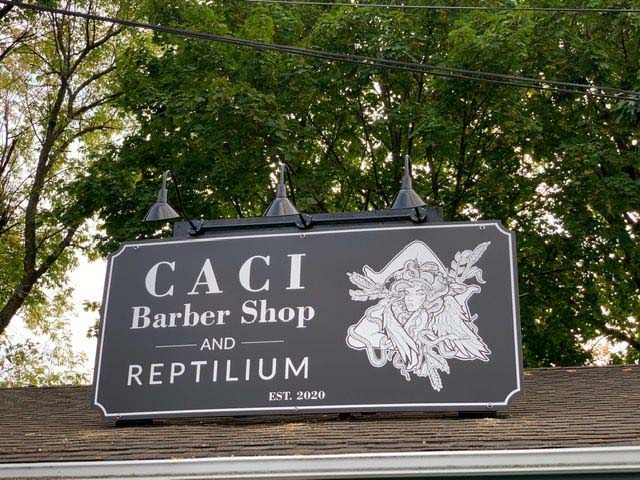 CACI
Barber Shop
AND
REPTILIUM
EST. 2020